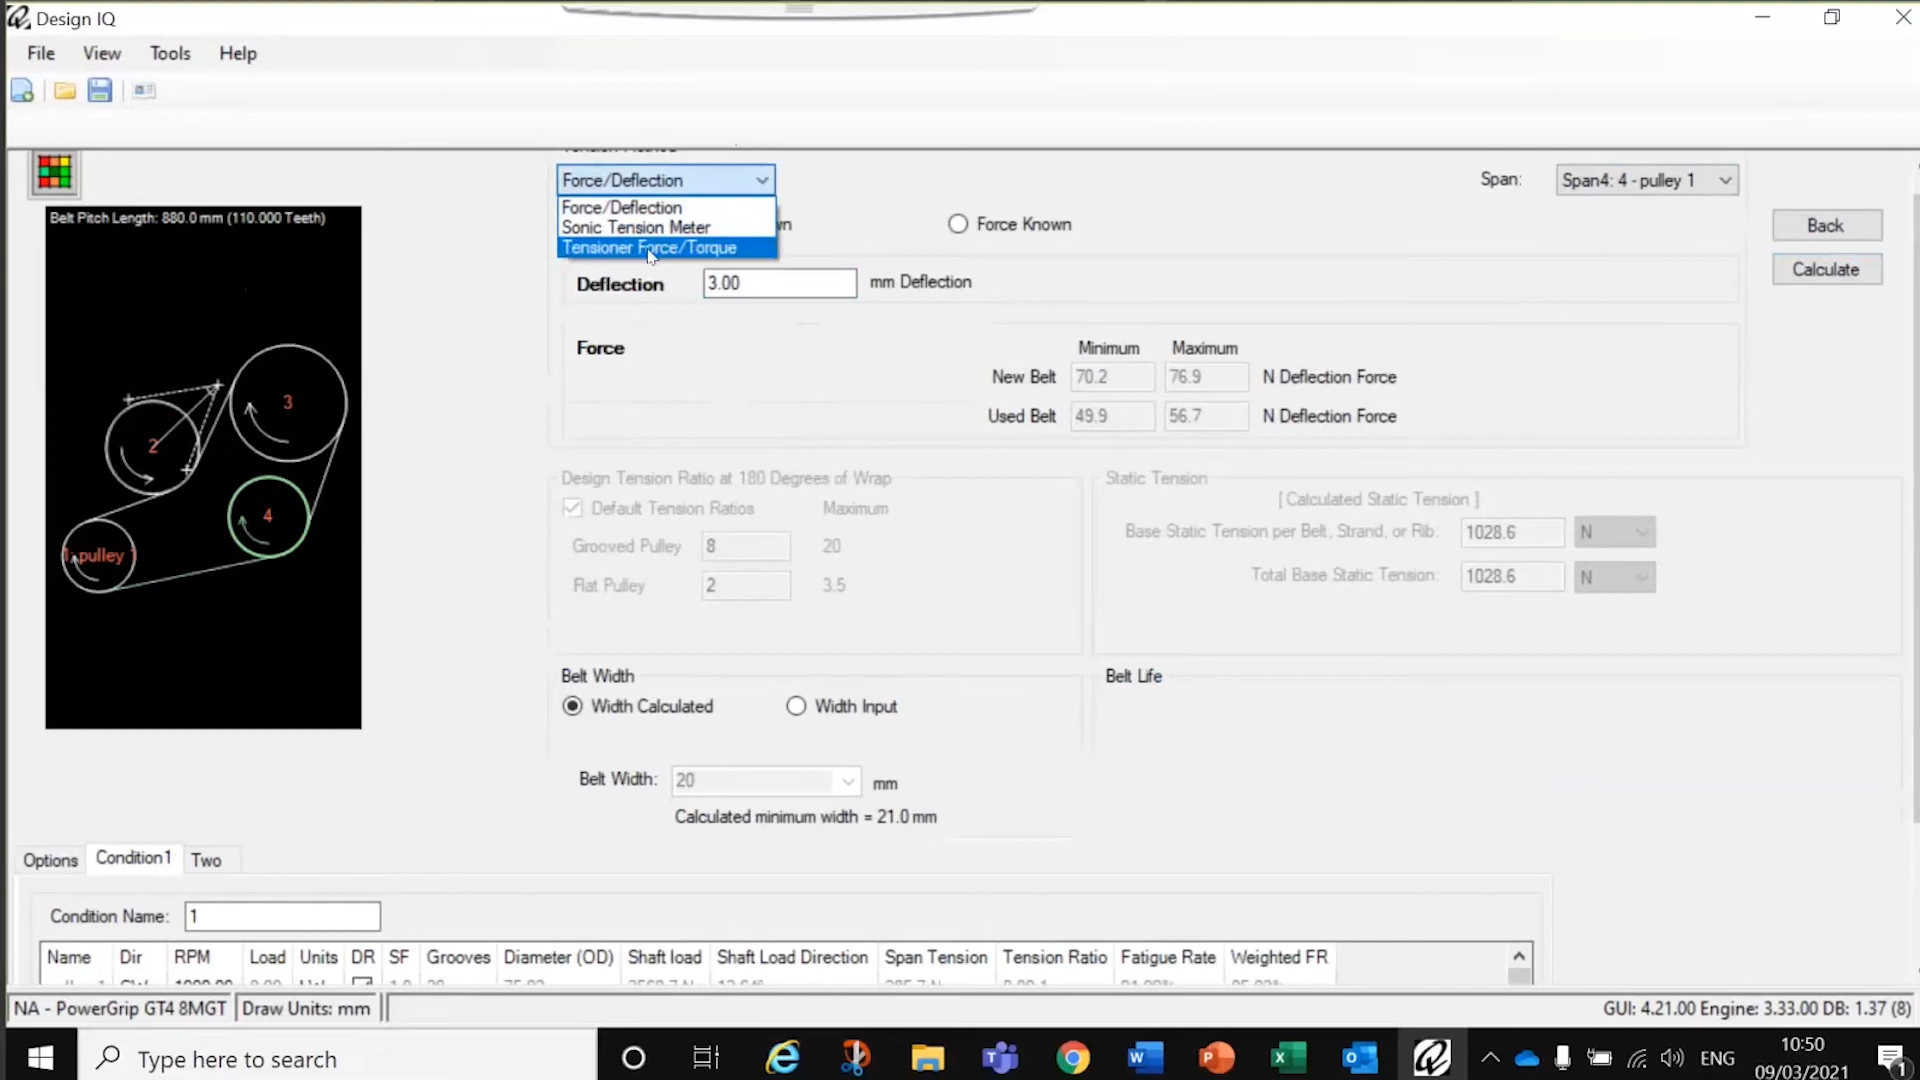 Design IQ
File View Tools Help
Force/Deflection
Span: Span4: 4 - pulley 1
Force/Deflection
Sonic Tension Meter
Tensioner Force/Torque
Force Known
Back
Calculate
Belt Pitch Length: 880.0 mm (110.000 Teeth)
Deflection 3.00 mm Deflection
Force
Minimum Maximum
New Belt 70.2 76.9 N Deflection Force
Used Belt 49.9 56.7 N Deflection Force
3
2
4
1: pulley 1
Design Tension Ratio at 180 Degrees of Wrap
Default Tension Ratios Maximum
Grooved Pulley 8 20
Flat Pulley 2 3.5
Static Tension
[ Calculated Static Tension ]
Base Static Tension per Belt, Strand, or Rib: 1028.6 N
Total Base Static Tension: 1028.6 N
Belt Width
Width Calculated Width Input
Belt Width: 20 mm
Calculated minimum width = 21.0 mm
Belt Life
Options Condition1 Two
Condition Name: 1
Name Dir RPM Load Units DR SF Grooves Diameter (OD) Shaft load Shaft Load Direction Span Tension Tension Ratio Fatigue Rate Weighted FR
NA - PowerGrip GT4 8MGT Draw Units: mm GUI: 4.21.00 Engine: 3.33.00 DB: 1.37 (8)
Type here to search
ENG
10:50
09/03/2021
1